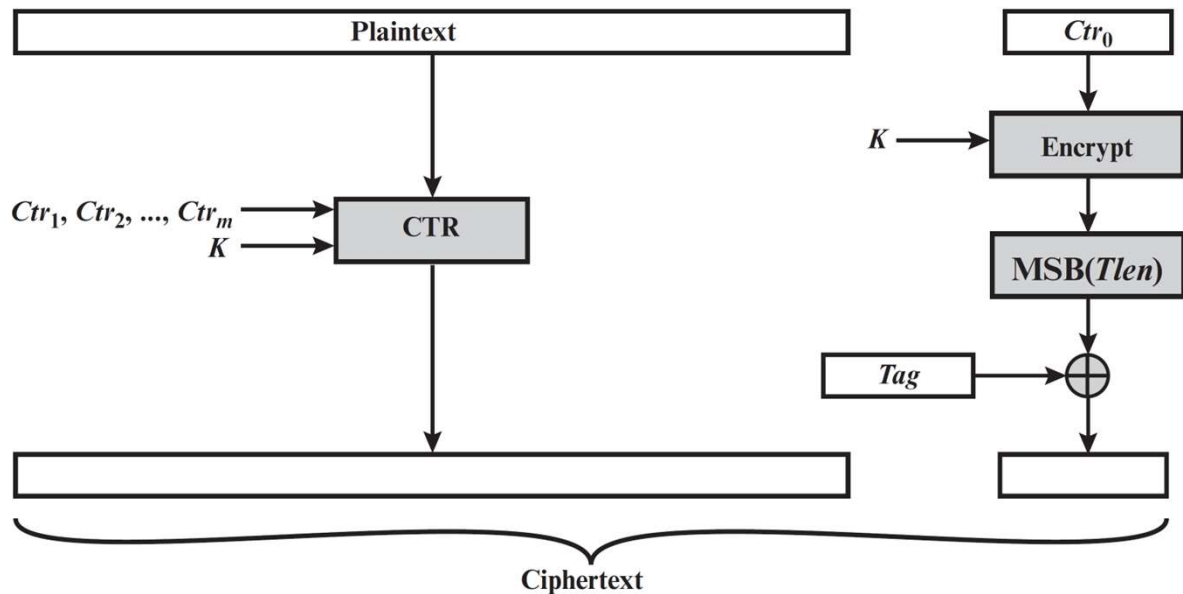 Plaintext
Ctr0
K
Encrypt
Ctr1, Ctr2, ..., Ctrm
K
CTR
MSB(Tlen)
Tag
Ciphertext